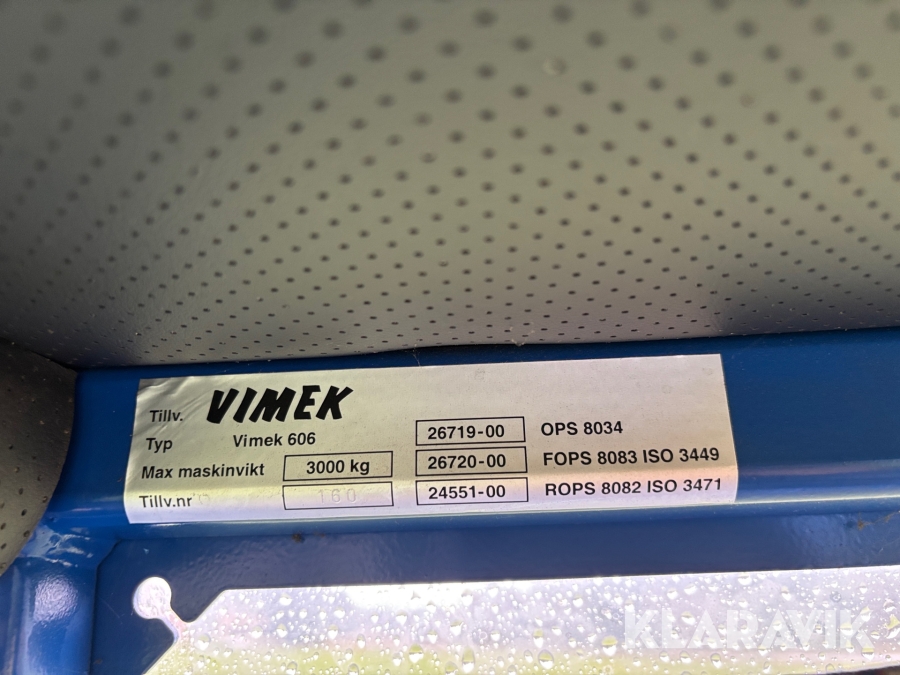 Tillv. VIMEK
Typ Vimek 606
Max maskinvikt 3000 kg
Tillv.nr 160
26719-00 OPS 8034
26720-00 FOPS 8083 ISO 3449
24551-00 ROPS 8082 ISO 3471
KLARAVIK